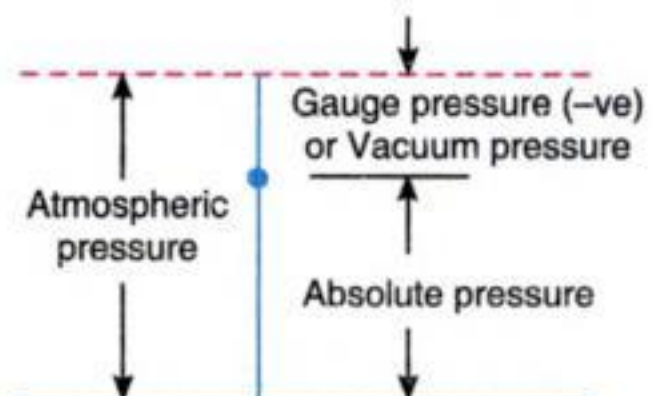 Gauge pressure (–ve)
or Vacuum pressure
Atmospheric
pressure
Absolute pressure